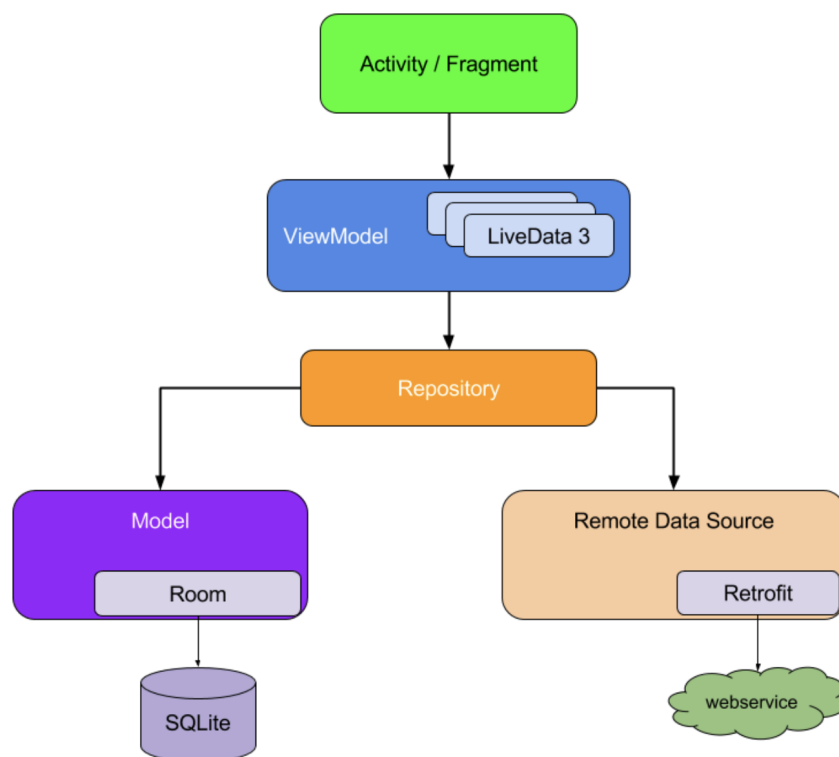 Activity / Fragment
ViewModel
LiveData 3
Repository
Model
Remote Data Source
Room
Retrofit
SQLite
webservice